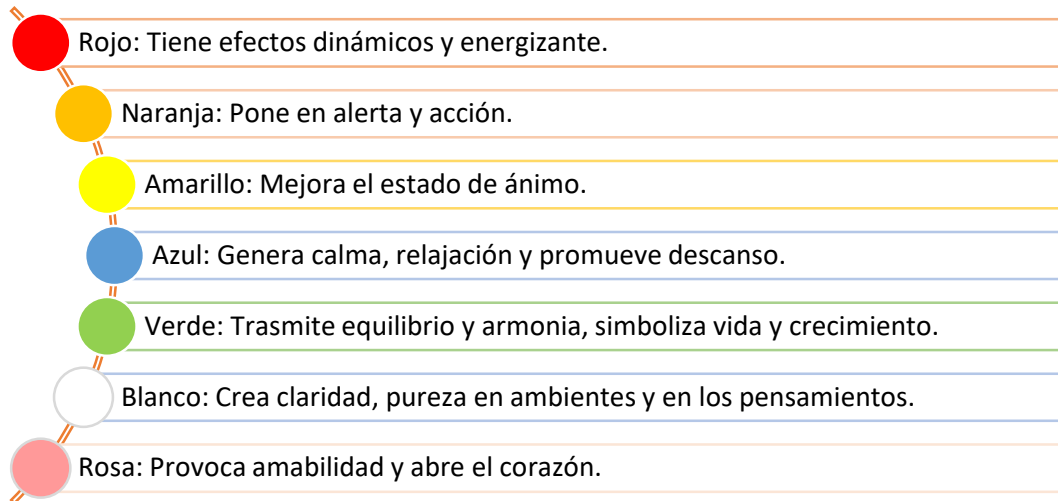 Rojo: Tiene efectos dinámicos y energizante.
Naranja: Pone en alerta y acción.
Amarillo: Mejora el estado de ánimo.
Azul: Genera calma, relajación y promueve descanso.
Verde: Trasmite equilibrio y armonia, simboliza vida y crecimiento.
Blanco: Crea claridad, pureza en ambientes y en los pensamientos.
Rosa: Provoca amabilidad y abre el corazón.